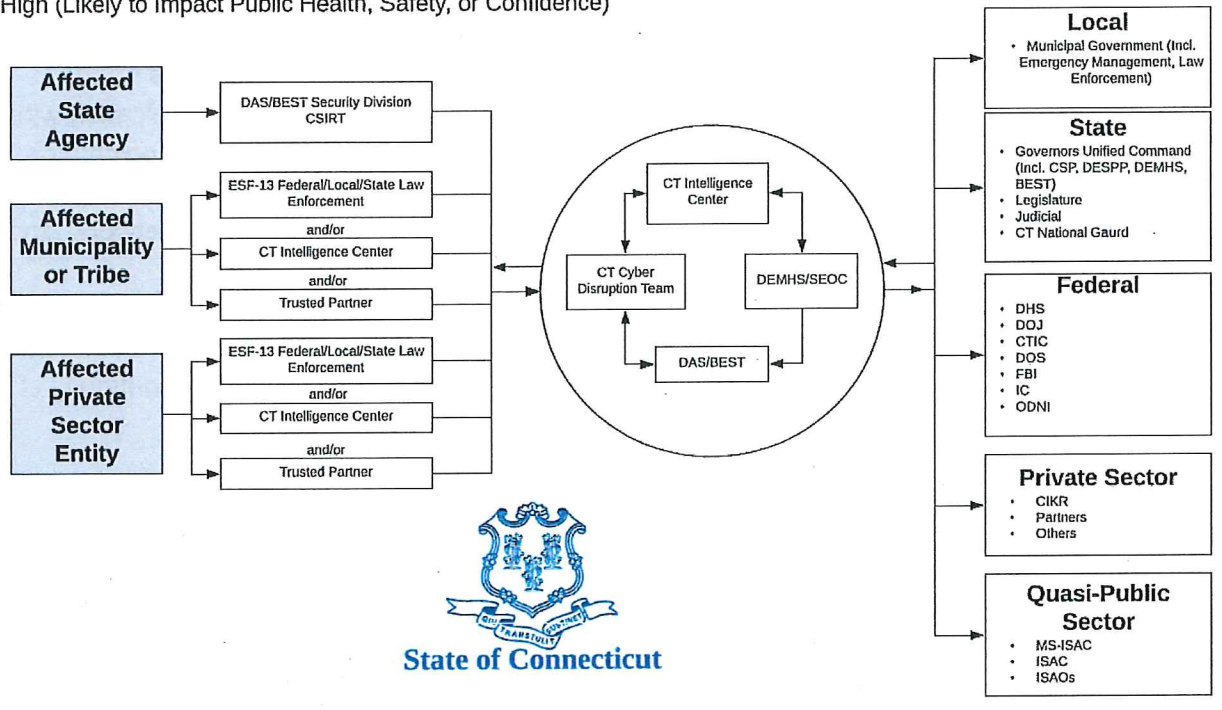 High (Likely to Impact Public Health, Safety, or Confidence)
Affected
State
Agency
DAS/BEST Security Division
CSIRT
Affected
Municipality
or Tribe
ESF-13 Federal/Local/State Law
Enforcement
and/or
CT Intelligence Center
and/or
Trusted Partner
Affected
Private
Sector
Entity
ESF-13 Federal/Local/State Law
Enforcement
and/or
CT Intelligence Center
and/or
Trusted Partner
CT Intelligence
Center
CT Cyber
Disruption Team
DEMHS/SEOC
DAS/BEST
Local
• Municipal Government (Incl.
Emergency Management, Law
Enforcement)
State
• Governors Unified Command
(Incl. CSP, DESPP, DEMHS,
BEST)
• Legislature
• Judicial
• CT National Gaurd
Federal
• DHS
• DOJ
• CTIC
• DOS
• FBI
• IC
• ODNI
Private Sector
• CIKR
• Partners
• Others
Quasi-Public
Sector
• MS-ISAC
• ISAC
• ISAOs
QUI TRANSTULIT SUSTINET
State of Connecticut